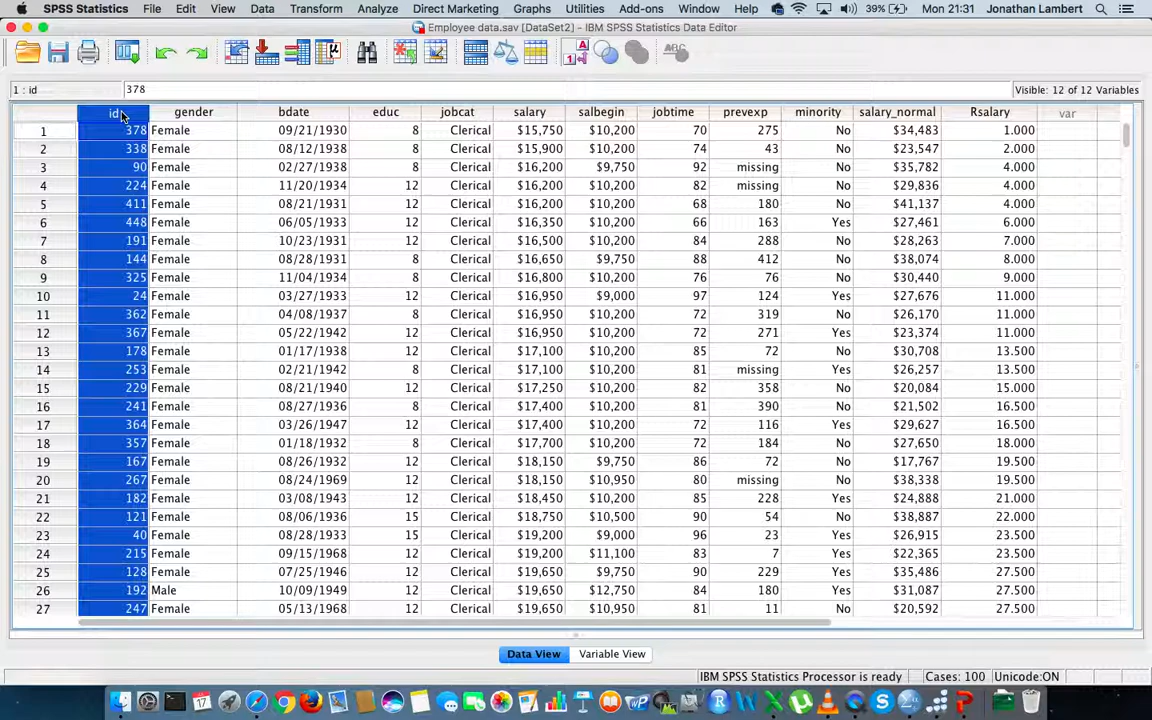 SPSS Statistics File Edit View Data Transform Analyze Direct Marketing Graphs Utilities Add-ons Window Help 39% Mon 21:31 Jonathan Lambert
Employee data.sav [DataSet2] - IBM SPSS Statistics Data Editor
1 : id 378 Visible: 12 of 12 Variables
id gender bdate educ jobcat salary salbegin jobtime prevexp minority salary_normal Rsalary var
1 378 Female 09/21/1930 8 Clerical $15,750 $10,200 70 275 No $34,483 1.000
2 338 Female 08/12/1938 8 Clerical $15,900 $10,200 74 43 No $23,547 2.000
3 90 Female 02/27/1938 8 Clerical $16,200 $9,750 92 missing No $35,782 4.000
4 224 Female 11/20/1934 12 Clerical $16,200 $10,200 82 missing No $29,836 4.000
5 411 Female 08/21/1931 12 Clerical $16,200 $10,200 68 180 No $41,137 4.000
6 448 Female 06/05/1933 12 Clerical $16,350 $10,200 66 163 Yes $27,461 6.000
7 191 Female 10/23/1931 12 Clerical $16,500 $10,200 84 288 No $28,263 7.000
8 144 Female 08/28/1931 12 Clerical $16,650 $9,750 88 412 No $38,074 8.000
9 325 Female 11/04/1934 12 Clerical $16,800 $10,200 76 76 No $30,440 9.000
10 24 Female 03/27/1933 12 Clerical $16,950 $9,000 97 124 Yes $27,676 11.000
11 362 Female 04/08/1937 12 Clerical $16,950 $10,200 72 319 No $26,170 11.000
12 367 Female 05/22/1942 12 Clerical $16,950 $10,200 72 271 Yes $23,374 11.000
13 178 Female 01/17/1938 12 Clerical $17,100 $10,200 85 72 No $30,708 13.500
14 253 Female 02/21/1942 12 Clerical $17,100 $10,200 81 missing Yes $26,257 13.500
15 229 Female 08/21/1940 12 Clerical $17,250 $10,200 82 358 No $20,084 15.000
16 241 Female 08/27/1936 8 Clerical $17,400 $10,200 81 390 No $21,502 16.500
17 364 Female 03/26/1947 12 Clerical $17,400 $10,200 72 116 Yes $29,627 16.500
18 357 Female 01/18/1932 8 Clerical $17,700 $10,200 72 184 No $27,650 18.000
19 167 Female 08/26/1932 12 Clerical $18,150 $9,750 86 72 No $17,767 19.500
20 267 Female 08/24/1969 12 Clerical $18,150 $10,950 80 missing No $38,338 19.500
21 182 Female 03/08/1943 12 Clerical $18,450 $10,200 85 228 Yes $24,888 21.000
22 121 Female 08/06/1936 15 Clerical $18,750 $10,500 90 54 No $38,887 22.000
23 40 Female 08/28/1933 15 Clerical $19,200 $9,000 96 23 Yes $26,915 23.500
24 215 Female 09/15/1968 12 Clerical $19,200 $11,100 83 7 Yes $22,365 23.500
25 128 Female 07/25/1946 12 Clerical $19,650 $9,750 90 229 Yes $35,486 27.500
26 192 Male 10/09/1949 12 Clerical $19,650 $12,750 84 180 Yes $31,087 27.500
27 247 Female 05/13/1968 12 Clerical $19,650 $10,950 81 11 No $20,592 27.500
Data View Variable View
IBM SPSS Statistics Processor is ready Cases: 100 Unicode:ON